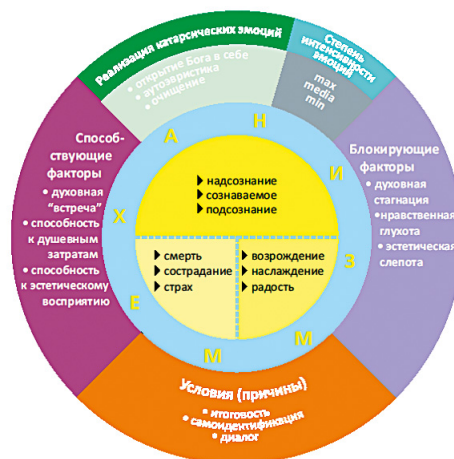 Реализация катарсических эмоций
• открытие Бога в себе
• аутоэвристика
• очищение
Степень
интенсивности
эмоций
max
media
min
Способ-
ствующие
факторы
• духовная
“встреча”
• способность
к душевным
затратам
• способность
к эстетическому
восприятию
Блокирующие
факторы
• духовная
стагнация
•нравственная
глухота
• эстетическая
слепота
МЕХАНИЗМ
надсознание
сознаваемое
подсознание
смерть
сострадание
страх
возрождение
наслаждение
радость
Условия (причины)
• итоговость
• самоидентификация
• диалог